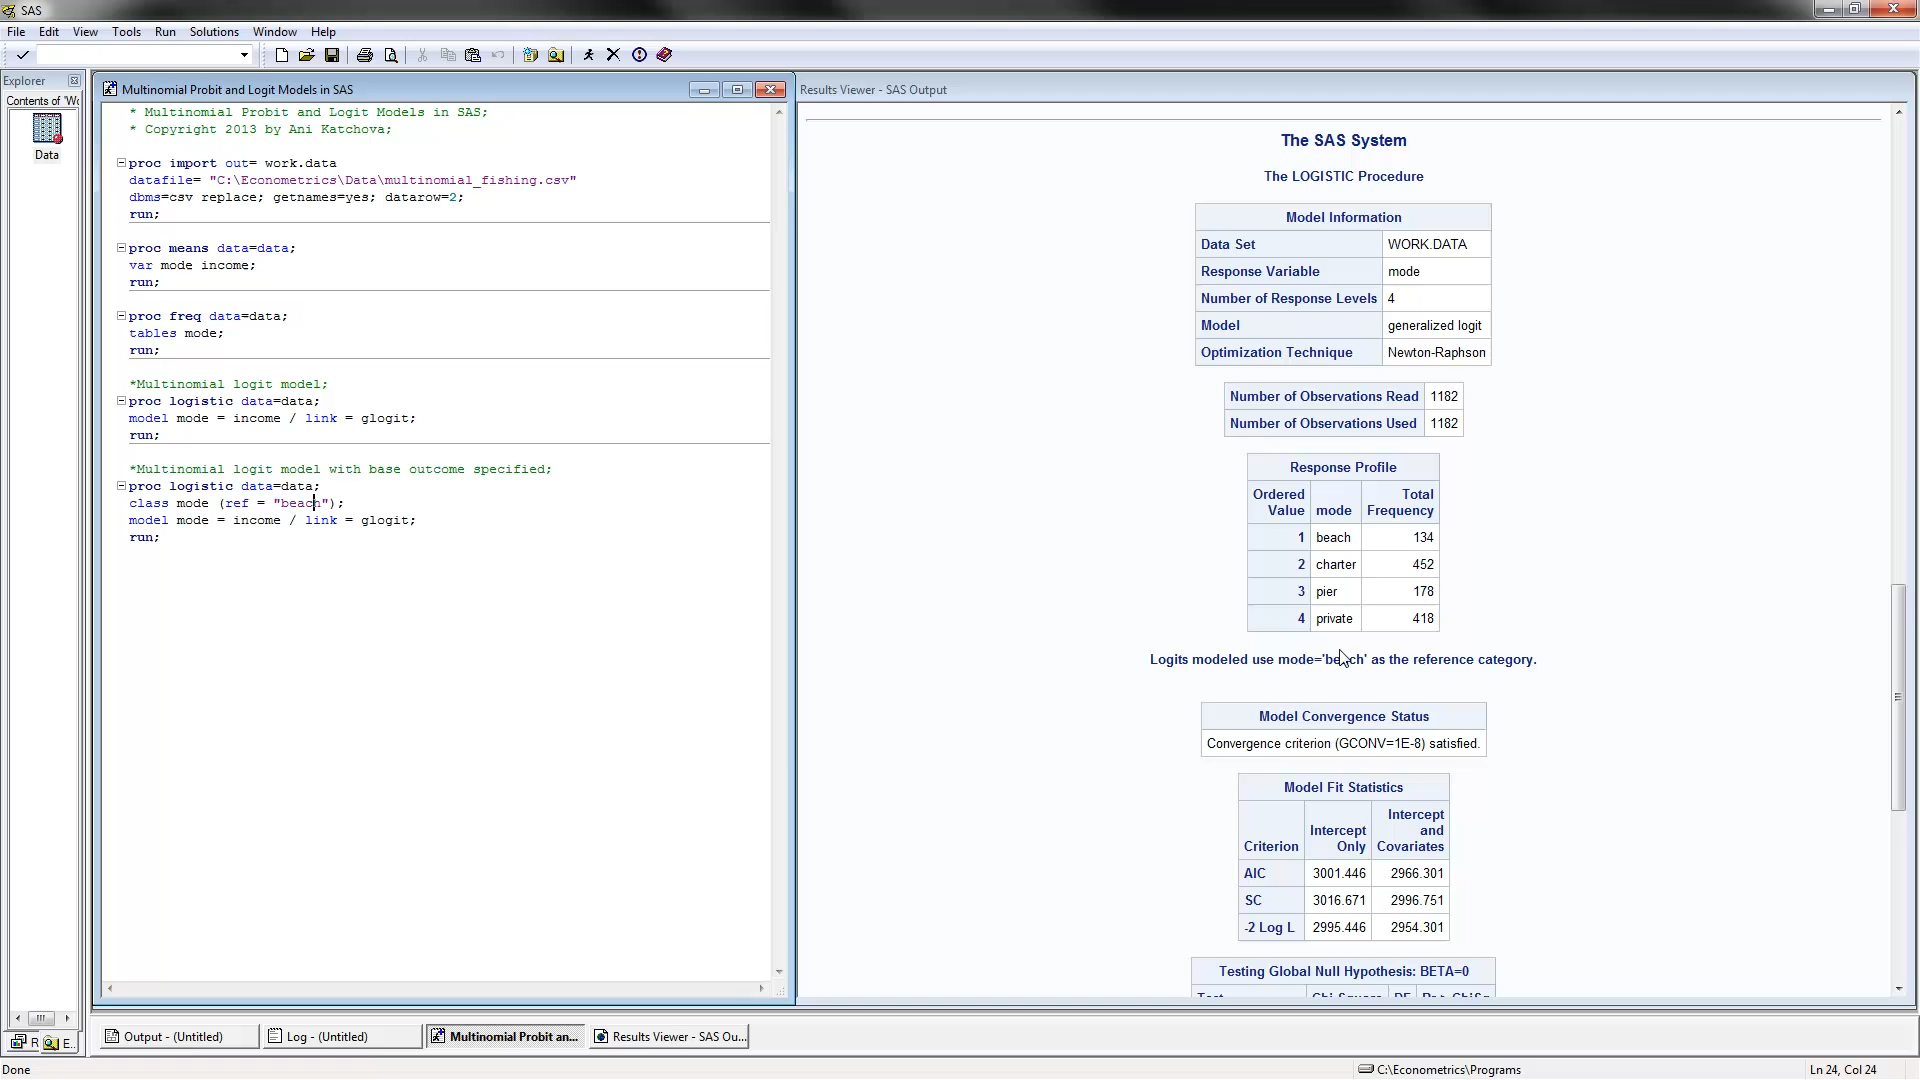 SAS
File Edit View Tools Run Solutions Window Help
Explorer
Contents of 'Wo
Data
Multinomial Probit and Logit Models in SAS
* Multinomial Probit and Logit Models in SAS;
* Copyright 2013 by Ani Katchova;
proc import out= work.data
datafile= "C:\Econometrics\Data\multinomial_fishing.csv"
dbms=csv replace; getnames=yes; datarow=2;
run;
proc means data=data;
var mode income;
run;
proc freq data=data;
tables mode;
run;
*Multinomial logit model;
proc logistic data=data;
model mode = income / link = glogit;
run;
*Multinomial logit model with base outcome specified;
proc logistic data=data;
class mode (ref = "beach");
model mode = income / link = glogit;
run;
Results Viewer - SAS Output
The SAS System
The LOGISTIC Procedure
Model Information
Data Set WORK.DATA
Response Variable mode
Number of Response Levels 4
Model generalized logit
Optimization Technique Newton-Raphson
Number of Observations Read 1182
Number of Observations Used 1182
Response Profile
Ordered Value mode Total Frequency
1 beach 134
2 charter 452
3 pier 178
4 private 418
Logits modeled use mode='beach' as the reference category.
Model Convergence Status
Convergence criterion (GCONV=1E-8) satisfied.
Model Fit Statistics
Criterion Intercept Only Intercept and Covariates
AIC 3001.446 2966.301
SC 3016.671 2996.751
-2 Log L 2995.446 2954.301
Testing Global Null Hypothesis: BETA=0
Test Chi-Square DF Pr > ChiSq
R E..
Output - (Untitled) Log - (Untitled) Multinomial Probit an... Results Viewer - SAS Ou...
Done C:\Econometrics\Programs Ln 24, Col 24